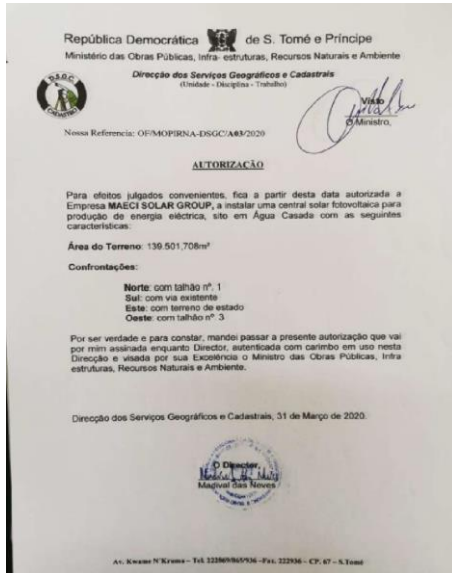 República Democrática de S. Tomé e Príncipe
Ministério das Obras Públicas, Infra- estruturas, Recursos Naturais e Ambiente
Direcção dos Serviços Geográficos e Cadastrais
(Unidade - Disciplina - Trabalho)
D.S.G.C.
CADASTRO
Visto
O Ministro,
Nossa Referencia: OF/MOPIRNA-DSGC/A03/2020
AUTORIZACÃO
Para efeitos julgados convenientes, fica a partir desta data autorizada a
Empresa MAECI SOLAR GROUP, a instalar uma central solar fotovoltaica para
produção de energia eléctrica, sito em Água Casada com as seguintes
características:
Área do Terreno: 139.501,708m²
Confrontações:
Norte: com talhão nº. 1
Sul: com via existente
Este: com terreno de estado
Oeste: com talhão nº. 3
Por ser verdade e para constar, mandei passar a presente autorização que vai
por mim assinada enquanto Director, autenticada com carimbo em uso nesta
Direcção e visada por sua Excelência o Ministro das Obras Públicas, Infra
estruturas, Recursos Naturais e Ambiente.
Direcção dos Serviços Geográficos e Cadastrais, 31 de Março de 2020.
O Director,
Madival das Neves
Av. Kwame N'Kruma – Tel. 222069/065/936 –Fax. 222936 – CP. 67 – S.Tomé